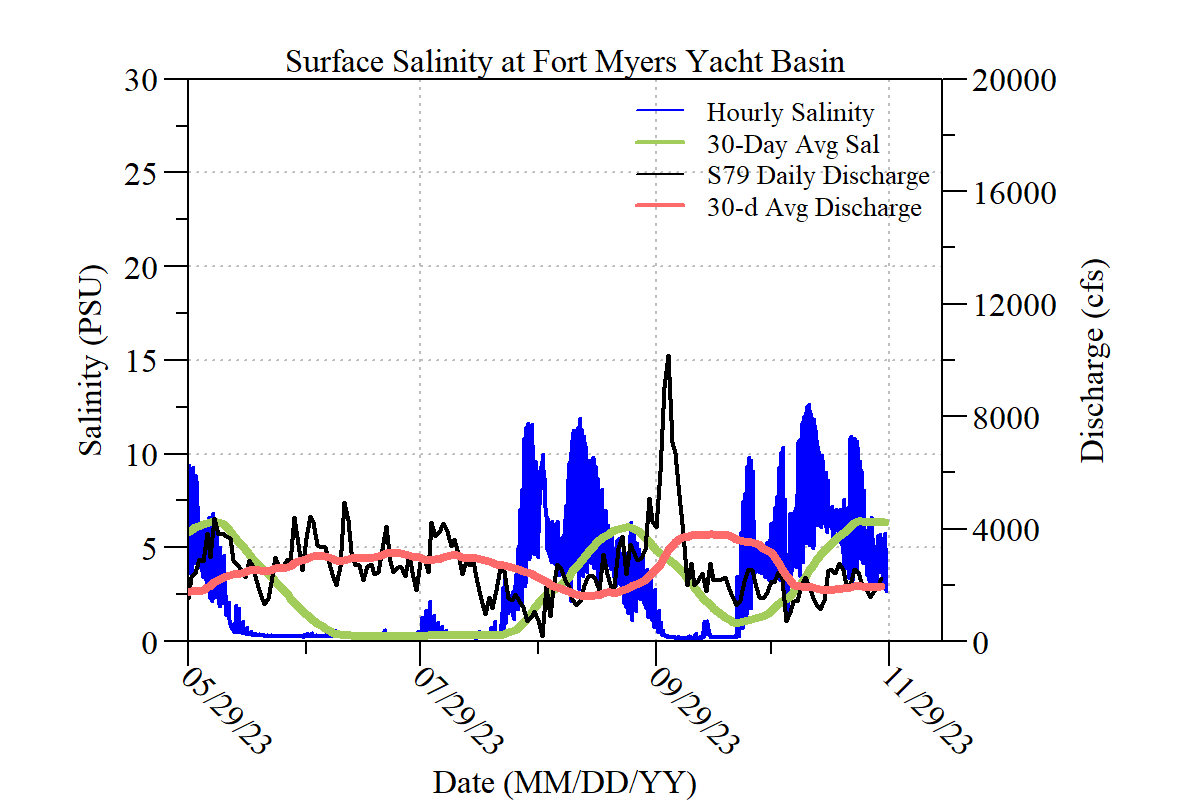 Surface Salinity at Fort Myers Yacht Basin
30
25
20
15
10
5
0
Salinity (PSU)
Hourly Salinity
30-Day Avg Sal
S79 Daily Discharge
30-d Avg Discharge
20000
16000
12000
8000
4000
0
Discharge (cfs)
05/29/23
07/29/23
09/29/23
11/29/23
Date (MM/DD/YY)